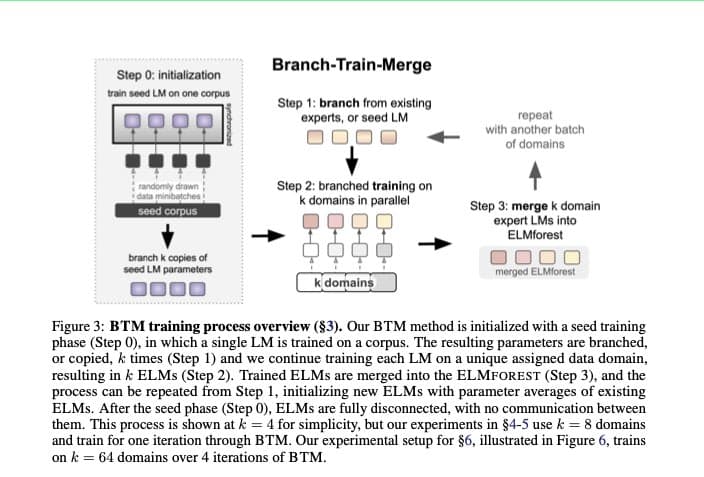 Branch-Train-Merge
Step 0: initialization
train seed LM on one corpus
synchronized
randomly drawn
data minibatches
seed corpus
branch k copies of
seed LM parameters
Step 1: branch from existing
experts, or seed LM
Step 2: branched training on
k domains in parallel
k domains
repeat
with another batch
of domains
Step 3: merge k domain
expert LMs into
ELMforest
merged ELMforest
Figure 3: BTM training process overview (§3). Our BTM method is initialized with a seed training
phase (Step 0), in which a single LM is trained on a corpus. The resulting parameters are branched,
or copied, k times (Step 1) and we continue training each LM on a unique assigned data domain,
resulting in k ELMs (Step 2). Trained ELMs are merged into the ELMFOREST (Step 3), and the
process can be repeated from Step 1, initializing new ELMs with parameter averages of existing
ELMs. After the seed phase (Step 0), ELMs are fully disconnected, with no communication between
them. This process is shown at k = 4 for simplicity, but our experiments in §4-5 use k = 8 domains
and train for one iteration through BTM. Our experimental setup for §6, illustrated in Figure 6, trains
on k = 64 domains over 4 iterations of BTM.